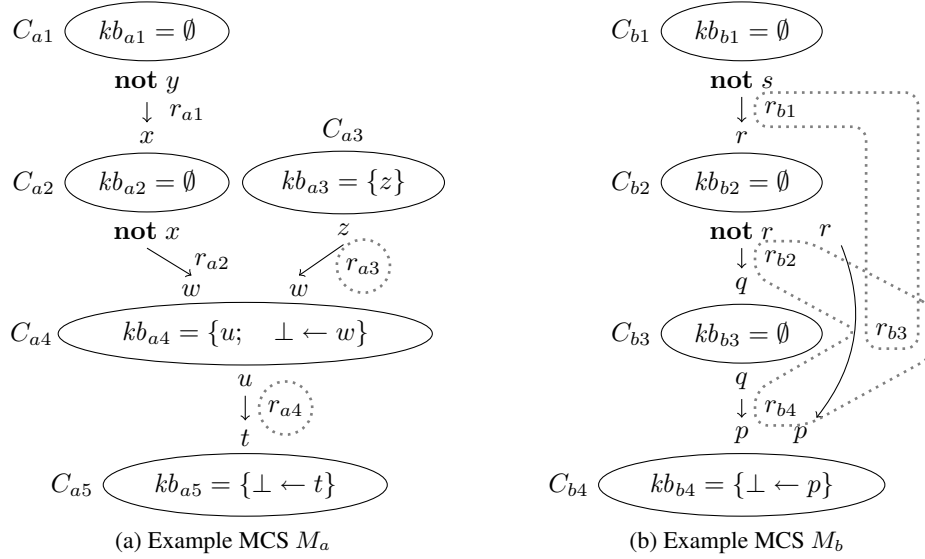 C_{a1} kb_{a1} = ∅
not y
↓ r_{a1}
x
C_{a2} kb_{a2} = ∅
C_{a3}
kb_{a3} = {z}
not x
z
r_{a2}
r_{a3}
w w
C_{a4} kb_{a4} = {u; ⊥ ← w}
u
↓ r_{a4}
t
C_{a5} kb_{a5} = {⊥ ← t}
(a) Example MCS M_a
C_{b1} kb_{b1} = ∅
not s
↓ r_{b1}
r
C_{b2} kb_{b2} = ∅
not r r
↓ r_{b2}
q
C_{b3} kb_{b3} = ∅ r_{b3}
q
↓ r_{b4}
p p
C_{b4} kb_{b4} = {⊥ ← p}
(b) Example MCS M_b